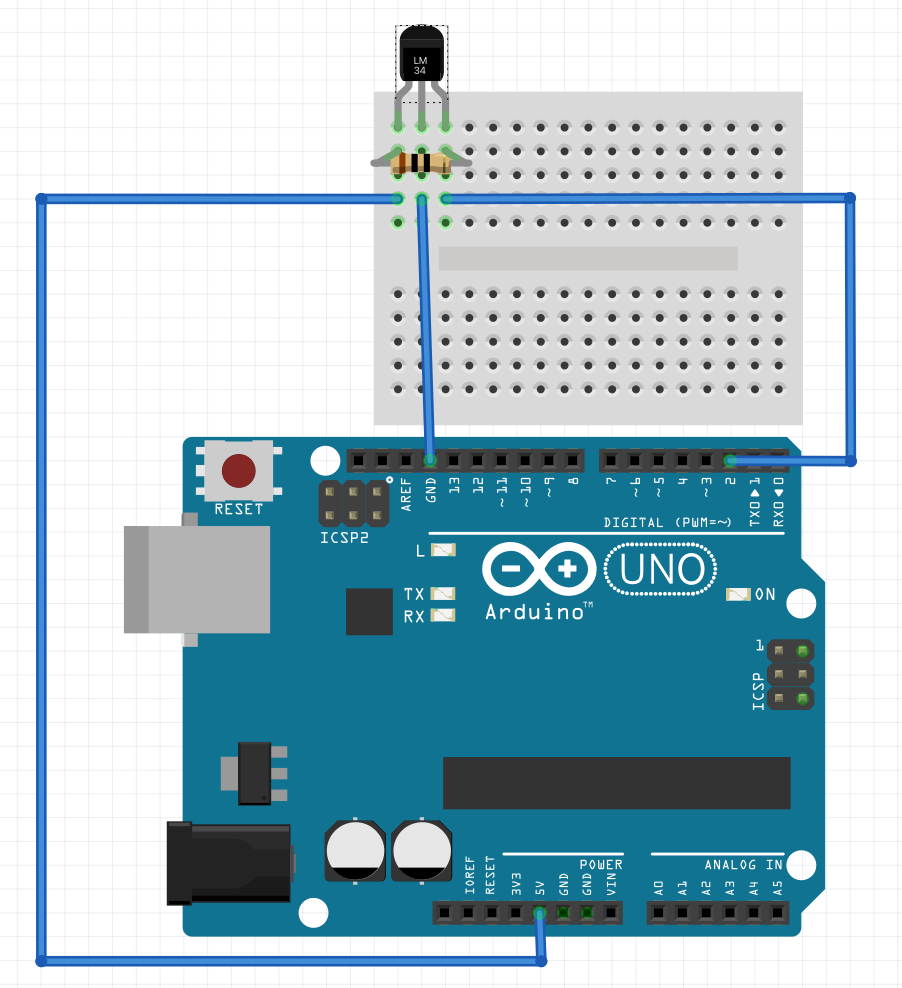 LM
34
RESET
ICSP2
AREF
GND
13
12
~11
~10
~9
8
7
~6
~5
4
~3
2
TXO▶1
RXO◀0
DIGITAL (PWM=~)
L
TX
RX
UNO
Arduino™
ON
1
ICSP
POWER
ANALOG IN
IOREF
RESET
3V3
5V
GND
GND
VIN
A0
A1
A2
A3
A4
A5